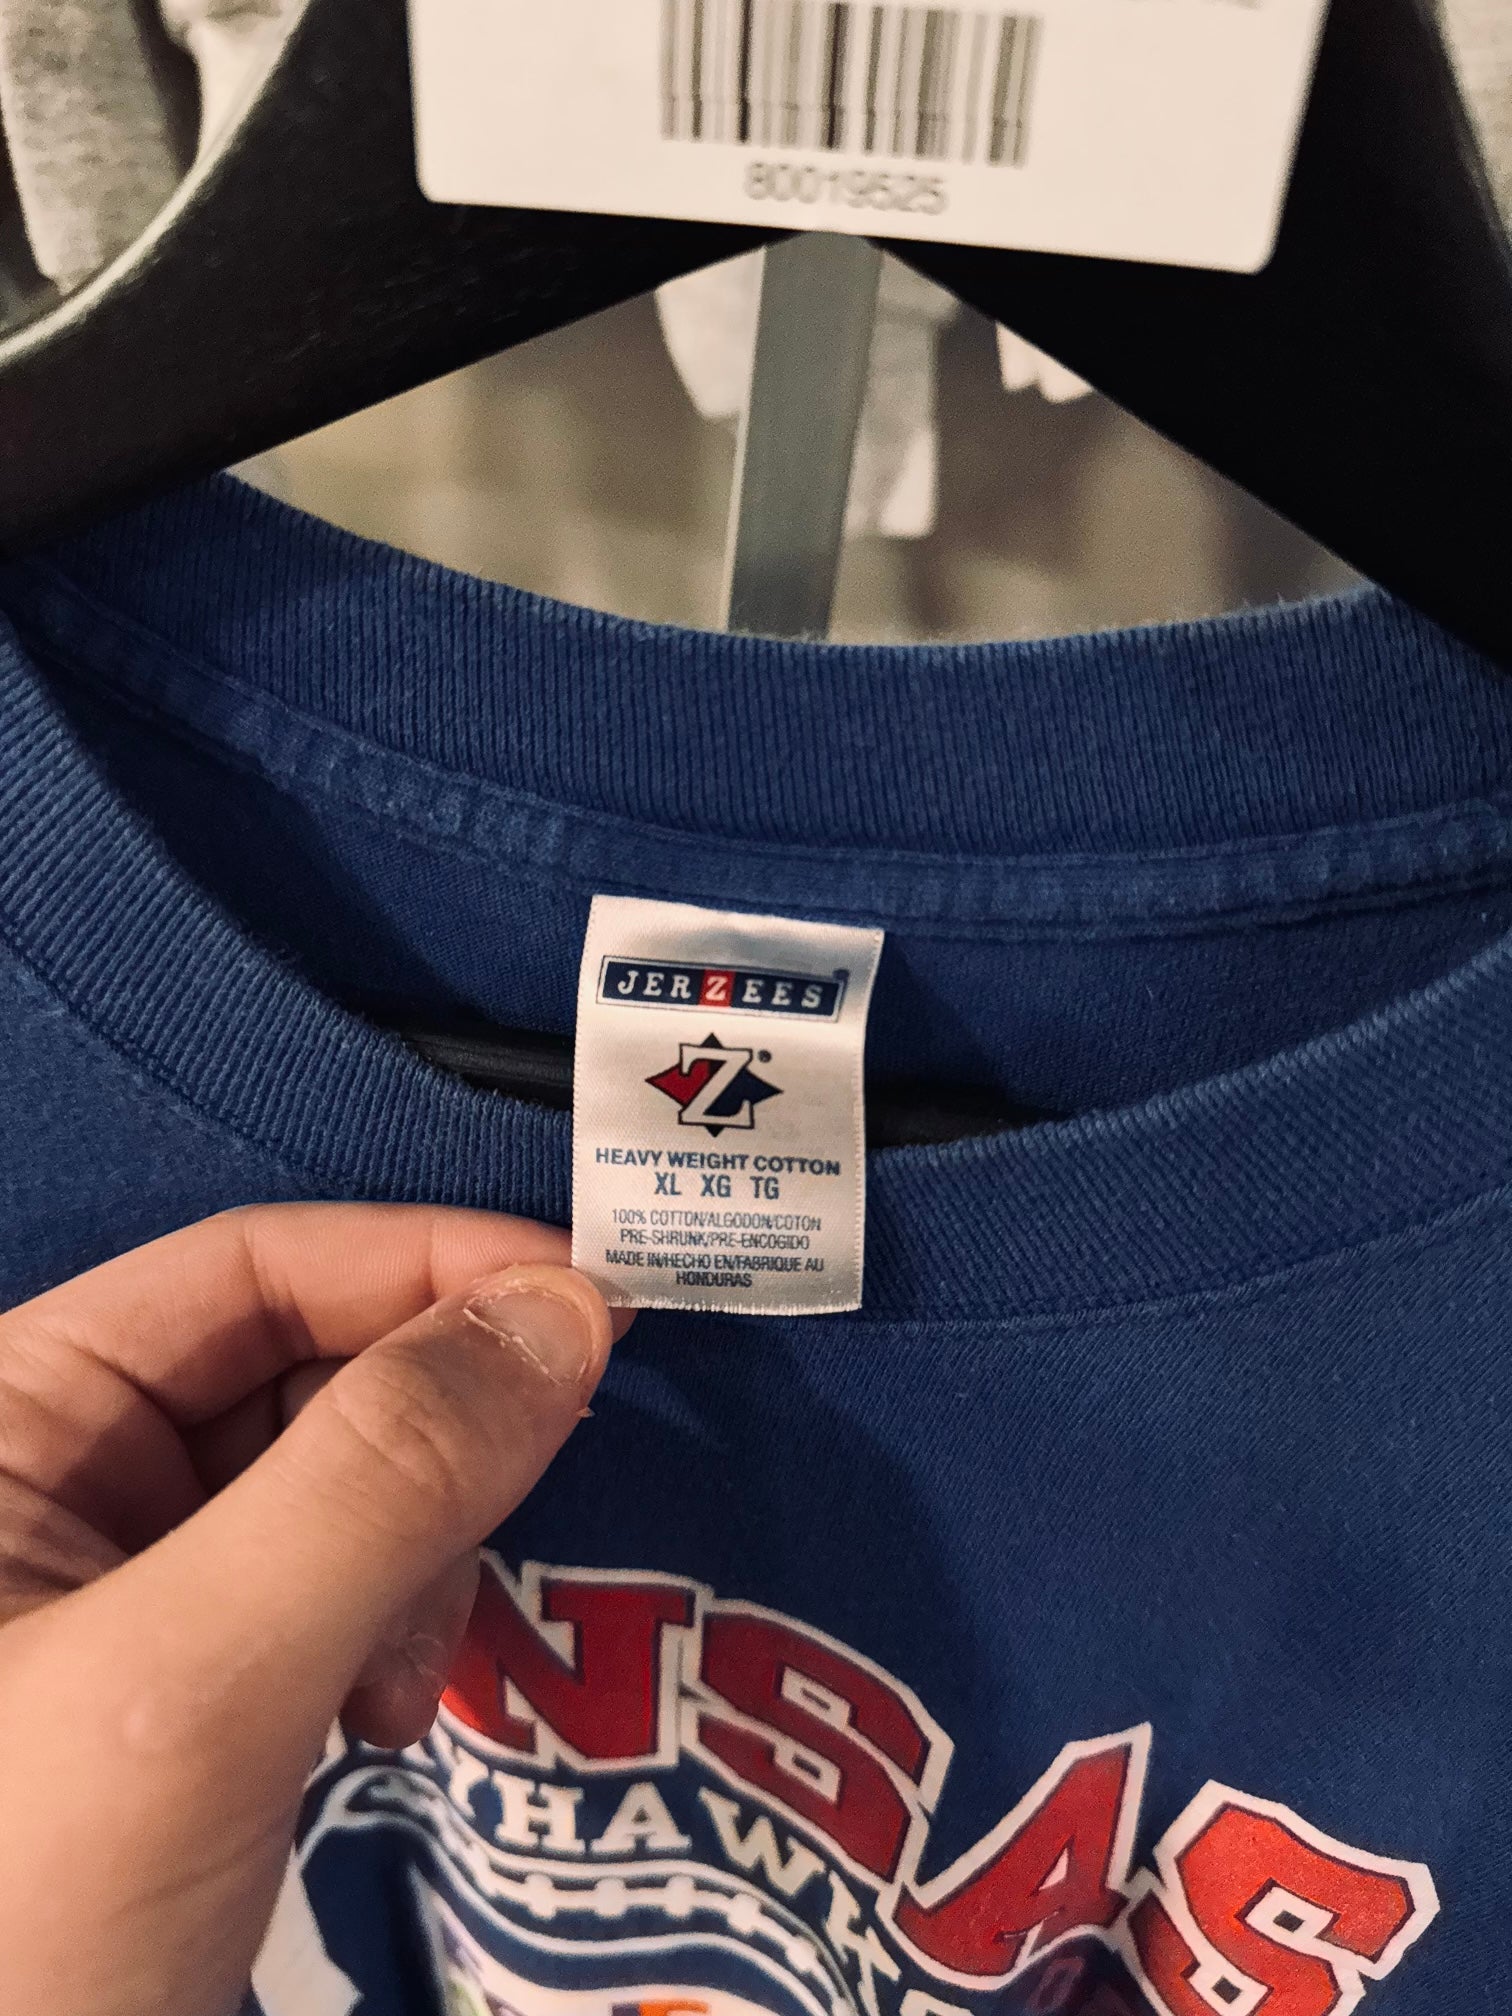 80019525
JERZEES
Z®
HEAVY WEIGHT COTTON
XL XG TG
100% COTTON/ALGODON/COTON
PRE-SHRUNK/PRE-ENCOGIDO
MADE IN/HECHO EN/FABRIQUE AU
HONDURAS
NSAS
YHAWK